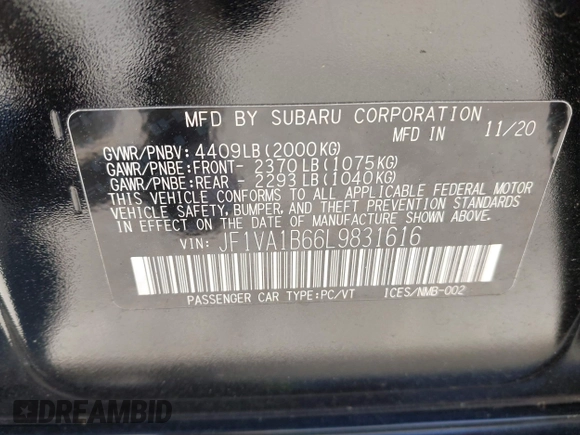 MFD BY SUBARU CORPORATION
MFD IN 11/20
GVWR/PNBV: 4409LB(2000KG)
GAWR/PNBE:FRONT- 2370LB(1075KG)
GAWR/PNBE:REAR - 2293LB(1040KG)
THIS VEHICLE CONFORMS TO ALL APPLICABLE FEDERAL MOTOR
VEHICLE SAFETY, BUMPER, AND THEFT PREVENTION STANDARDS
IN EFFECT ON THE DATE OF MANUFACTURE SHOWN ABOVE.
VIN: JF1VA1B66L9831616
PASSENGER CAR TYPE:PC/VT ICES/NMB-002
DREAMBID